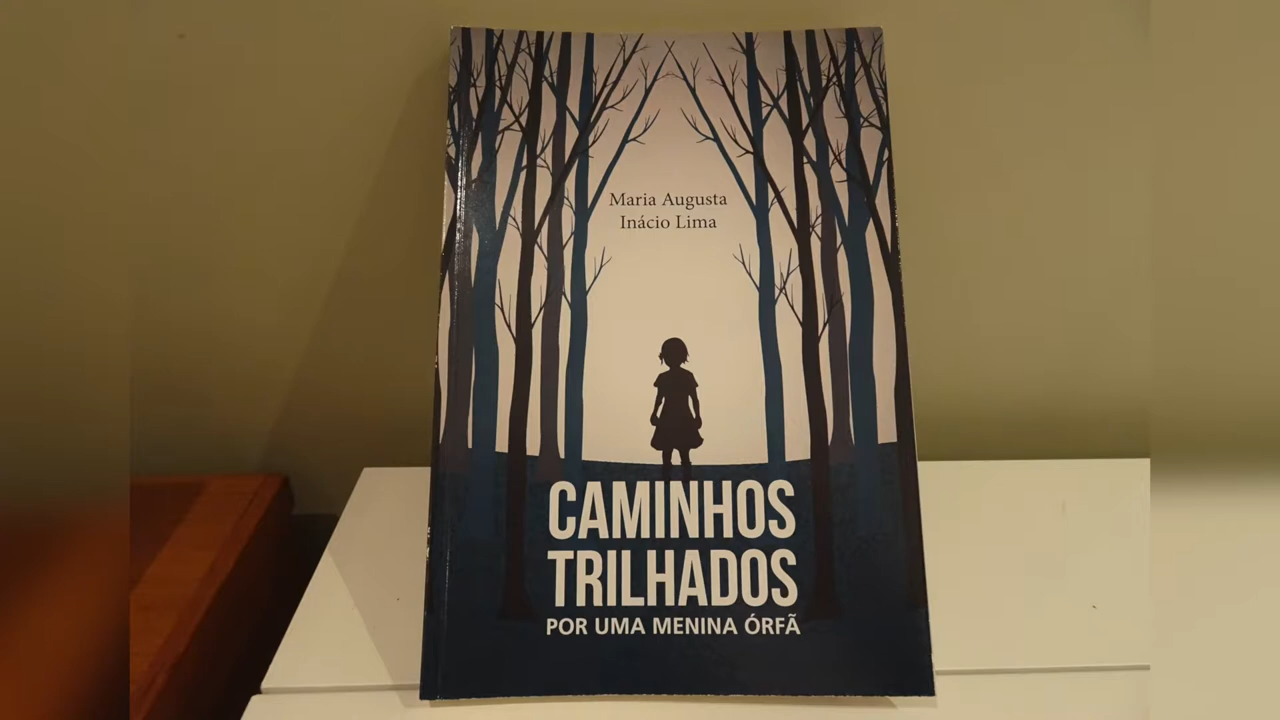 Maria Augusta
Inácio Lima
CAMINHOS
TRILHADOS
POR UMA MENINA ÓRFÃ